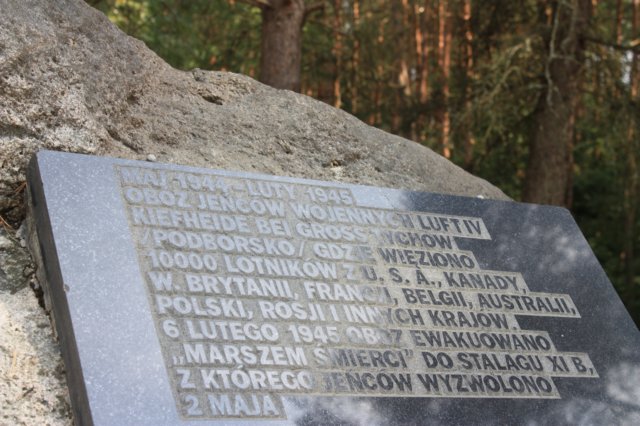 MAJ 1944 - LUTY 1945
OBÓZ JEŃCÓW WOJENNYCH LUFT IV
KIEFHEIDE BEI GROSS TYCHOW
/PODBORSKO/ GDZIE WIĘZIONO
10000 LOTNIKÓW Z U. S. A., KANADY,
W. BRYTANII, FRANCJI, BELGII, AUSTRALII,
POLSKI, ROSJI I INNYCH KRAJÓW.
6 LUTEGO 1945 OBÓZ EWAKUOWANO
„MARSZEM ŚMIERCI” DO STALAGU XI B,
Z KTÓREGO JEŃCÓW WYZWOLONO
2 MAJA